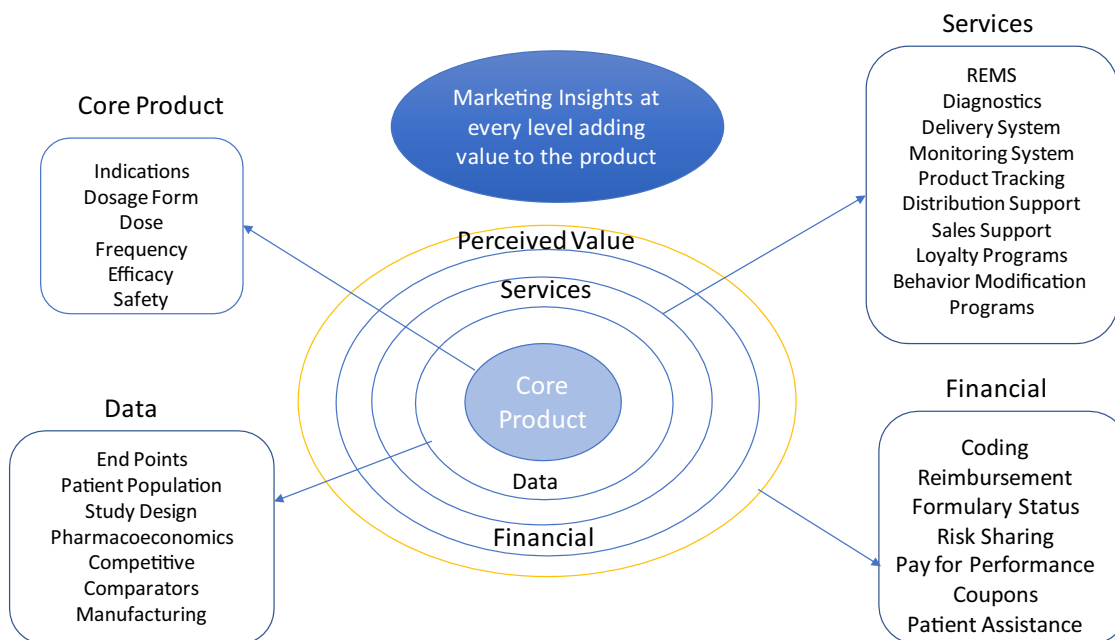 Services
REMS
Diagnostics
Delivery System
Monitoring System
Product Tracking
Distribution Support
Sales Support
Loyalty Programs
Behavior Modification
Programs
Marketing Insights at
every level adding
value to the product
Core Product
Indications
Dosage Form
Dose
Frequency
Efficacy
Safety
Perceived Value
Services
Core
Product
Data
Financial
Data
End Points
Patient Population
Study Design
Pharmacoeconomics
Competitive
Comparators
Manufacturing
Financial
Coding
Reimbursement
Formulary Status
Risk Sharing
Pay for Performance
Coupons
Patient Assistance